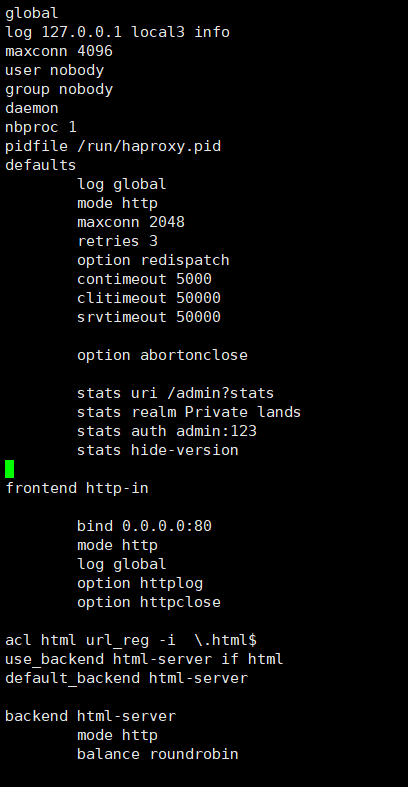 global
log 127.0.0.1 local3 info
maxconn 4096
user nobody
group nobody
daemon
nbproc 1
pidfile /run/haproxy.pid
defaults
        log global
        mode http
        maxconn 2048
        retries 3
        option redispatch
        contimeout 5000
        clitimeout 50000
        srvtimeout 50000

        option abortonclose

        stats uri /admin?stats
        stats realm Private lands
        stats auth admin:123
        stats hide-version

frontend http-in

        bind 0.0.0.0:80
        mode http
        log global
        option httplog
        option httpclose

acl html url_reg -i  \.html$
use_backend html-server if html
default_backend html-server

backend html-server
        mode http
        balance roundrobin